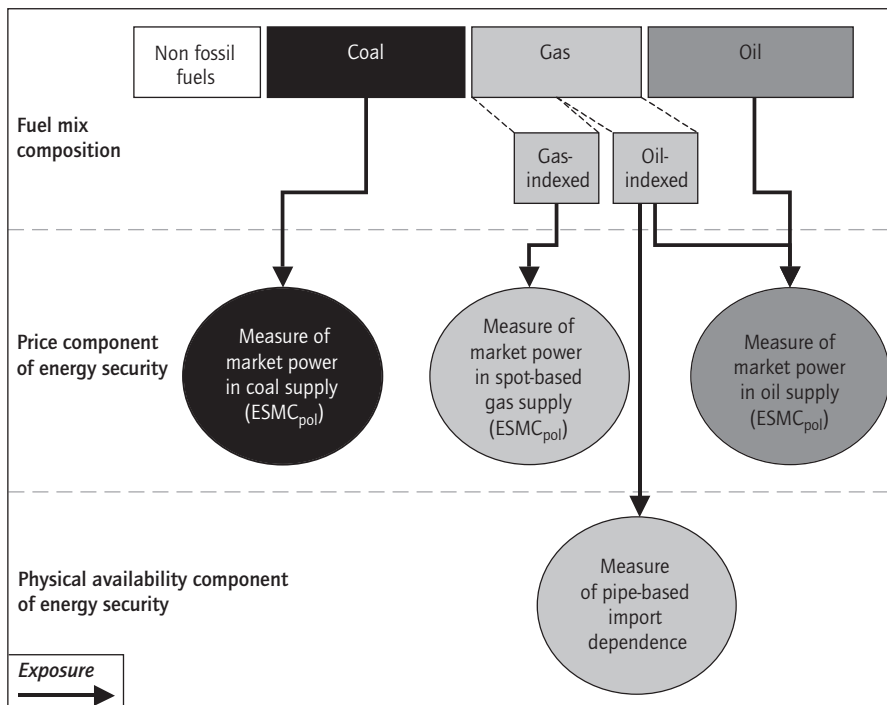 Non fossil
fuels
Coal
Gas
Oil
Fuel mix
composition
Gas-
indexed
Oil-
indexed
Price component
of energy security
Measure of
market power
in coal supply
(ESMCpol)
Measure of
market power
in spot-based
gas supply
(ESMCpol)
Measure of
market power
in oil supply
(ESMCpol)
Physical availability component
of energy security
Measure
of pipe-based
import
dependence
Exposure